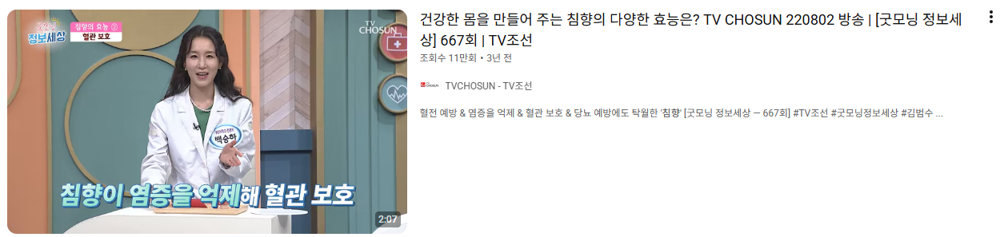 굿모닝
정보세상
침향의 효능 ②
혈관 보호
TV
CHOSUN
백승하
침향이 염증을 억제해 혈관 보호
2:07
건강한 몸을 만들어 주는 침향의 다양한 효능은? TV CHOSUN 220802 방송 | [굿모닝 정보세
상] 667회 | TV조선
조회수 11만회 • 3년 전
TV CHOSUN
TVCHOSUN - TV조선
혈전 예방 & 염증을 억제 & 혈관 보호 & 당뇨 예방에도 탁월한 '침향' [굿모닝 정보세상 – 667회] #TV조선 #굿모닝정보세상 #김범수 ...